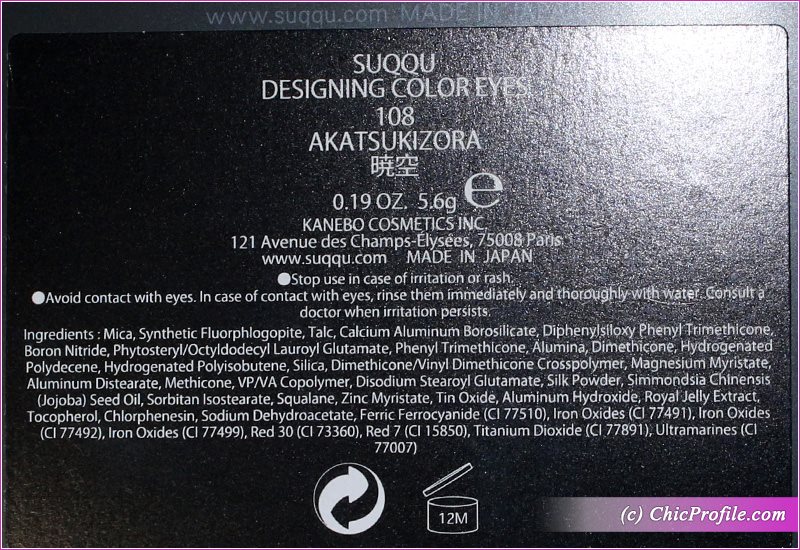 www.suqqu.com MADE IN JAPAN
SUQQU
DESIGNING COLOR EYES
108
AKATSUKIZORA
暁空
0.19 OZ. 5.6g e
KANEBO COSMETICS INC.
121 Avenue des Champs-Élysées, 75008 Paris.
www.suqqu.com MADE IN JAPAN
●Stop use in case of irritation or rash.
●Avoid contact with eyes. In case of contact with eyes, rinse them immediately and thoroughly with water. Consult a
doctor when irritation persists.
Ingredients : Mica, Synthetic Fluorphlogopite, Talc, Calcium Aluminum Borosilicate, Diphenylsiloxy Phenyl Trimethicone,
Boron Nitride, Phytosteryl/Octyldodecyl Lauroyl Glutamate, Phenyl Trimethicone, Alumina, Dimethicone, Hydrogenated
Polydecene, Hydrogenated Polyisobutene, Silica, Dimethicone/Vinyl Dimethicone Crosspolymer, Magnesium Myristate,
Aluminum Distearate, Methicone, VP/VA Copolymer, Disodium Stearoyl Glutamate, Silk Powder, Simmondsia Chinensis
(Jojoba) Seed Oil, Sorbitan Isostearate, Squalane, Zinc Myristate, Tin Oxide, Aluminum Hydroxide, Royal Jelly Extract,
Tocopherol, Chlorphenesin, Sodium Dehydroacetate, Ferric Ferrocyanide (CI 77510), Iron Oxides (CI 77491), Iron Oxides
(CI 77492), Iron Oxides (CI 77499), Red 30 (CI 73360), Red 7 (CI 15850), Titanium Dioxide (CI 77891), Ultramarines (CI
77007)
12M
(c) ChicProfile.com